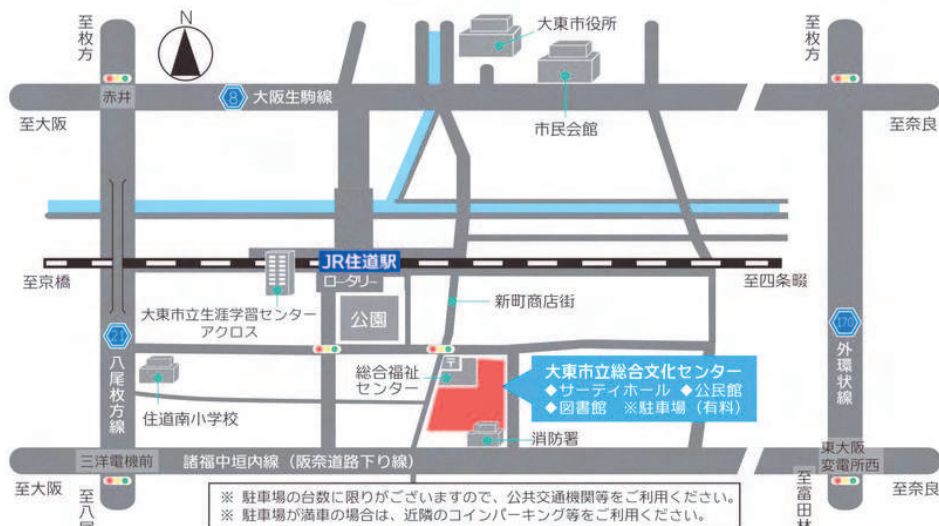 至枚方
N
大東市役所
至枚方
赤井
8
大阪生駒線
至大阪
市民会館
至奈良
JR住道駅
ロータリー
至京橋
至四条畷
新町商店街
大東市立生涯学習センター
アクロス
公園
21
170
八尾枚方線
外環状線
総合福祉
センター
〒
大東市立総合文化センター
◆サーティホール ◆公民館
◆図書館 ※駐車場（有料）
住道南小学校
消防署
三洋電機前
諸福中垣内線（阪奈道路下り線）
東大阪
変電所西
至大阪
至八尾
至富田林
至奈良
※ 駐車場の台数に限りがございますので、公共交通機関等をご利用ください。
※ 駐車場が満車の場合は、近隣のコインパーキング等をご利用ください。